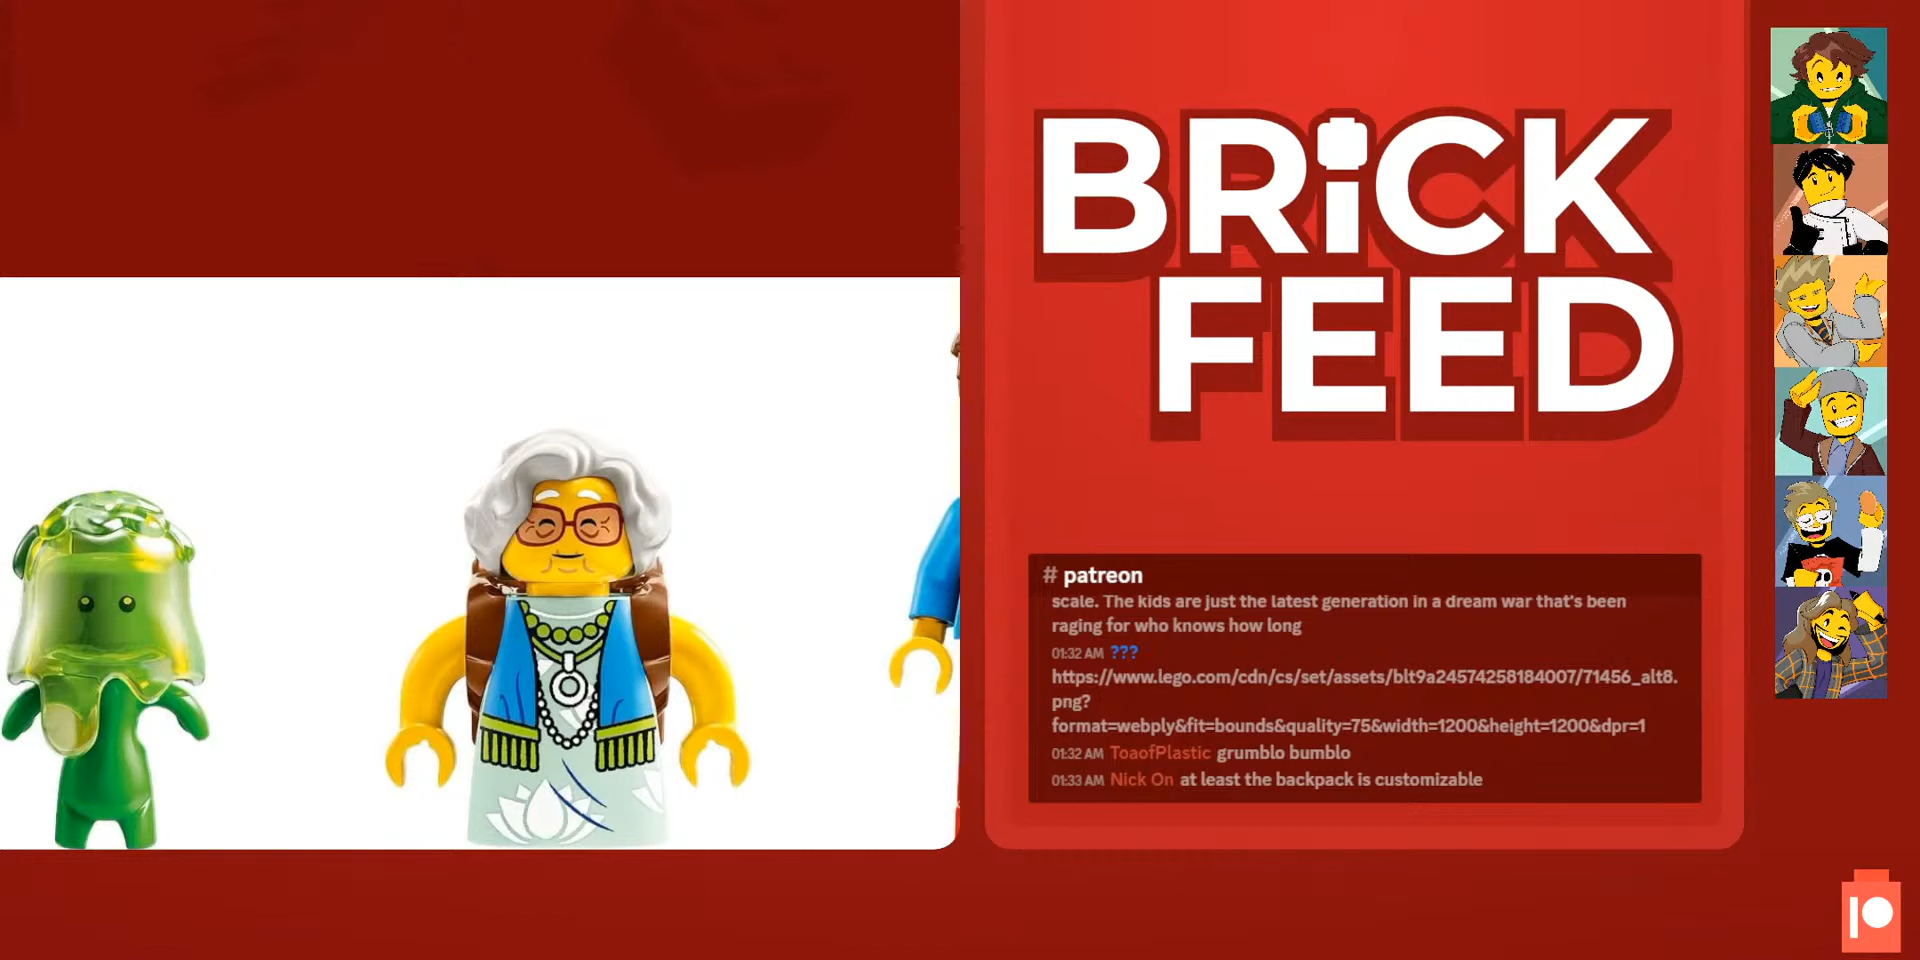 BRiCK
FEED
# patreon
scale. The kids are just the latest generation in a dream war that's been
raging for who knows how long
01:32 AM ???
https://www.lego.com/cdn/cs/set/assets/blt9a24574258184007/71456_alt8.
png?
format=webply&fit=bounds&quality=75&width=1200&height=1200&dpr=1
01:32 AM ToaofPlastic grumblo bumblo
01:33 AM Nick On at least the backpack is customizable